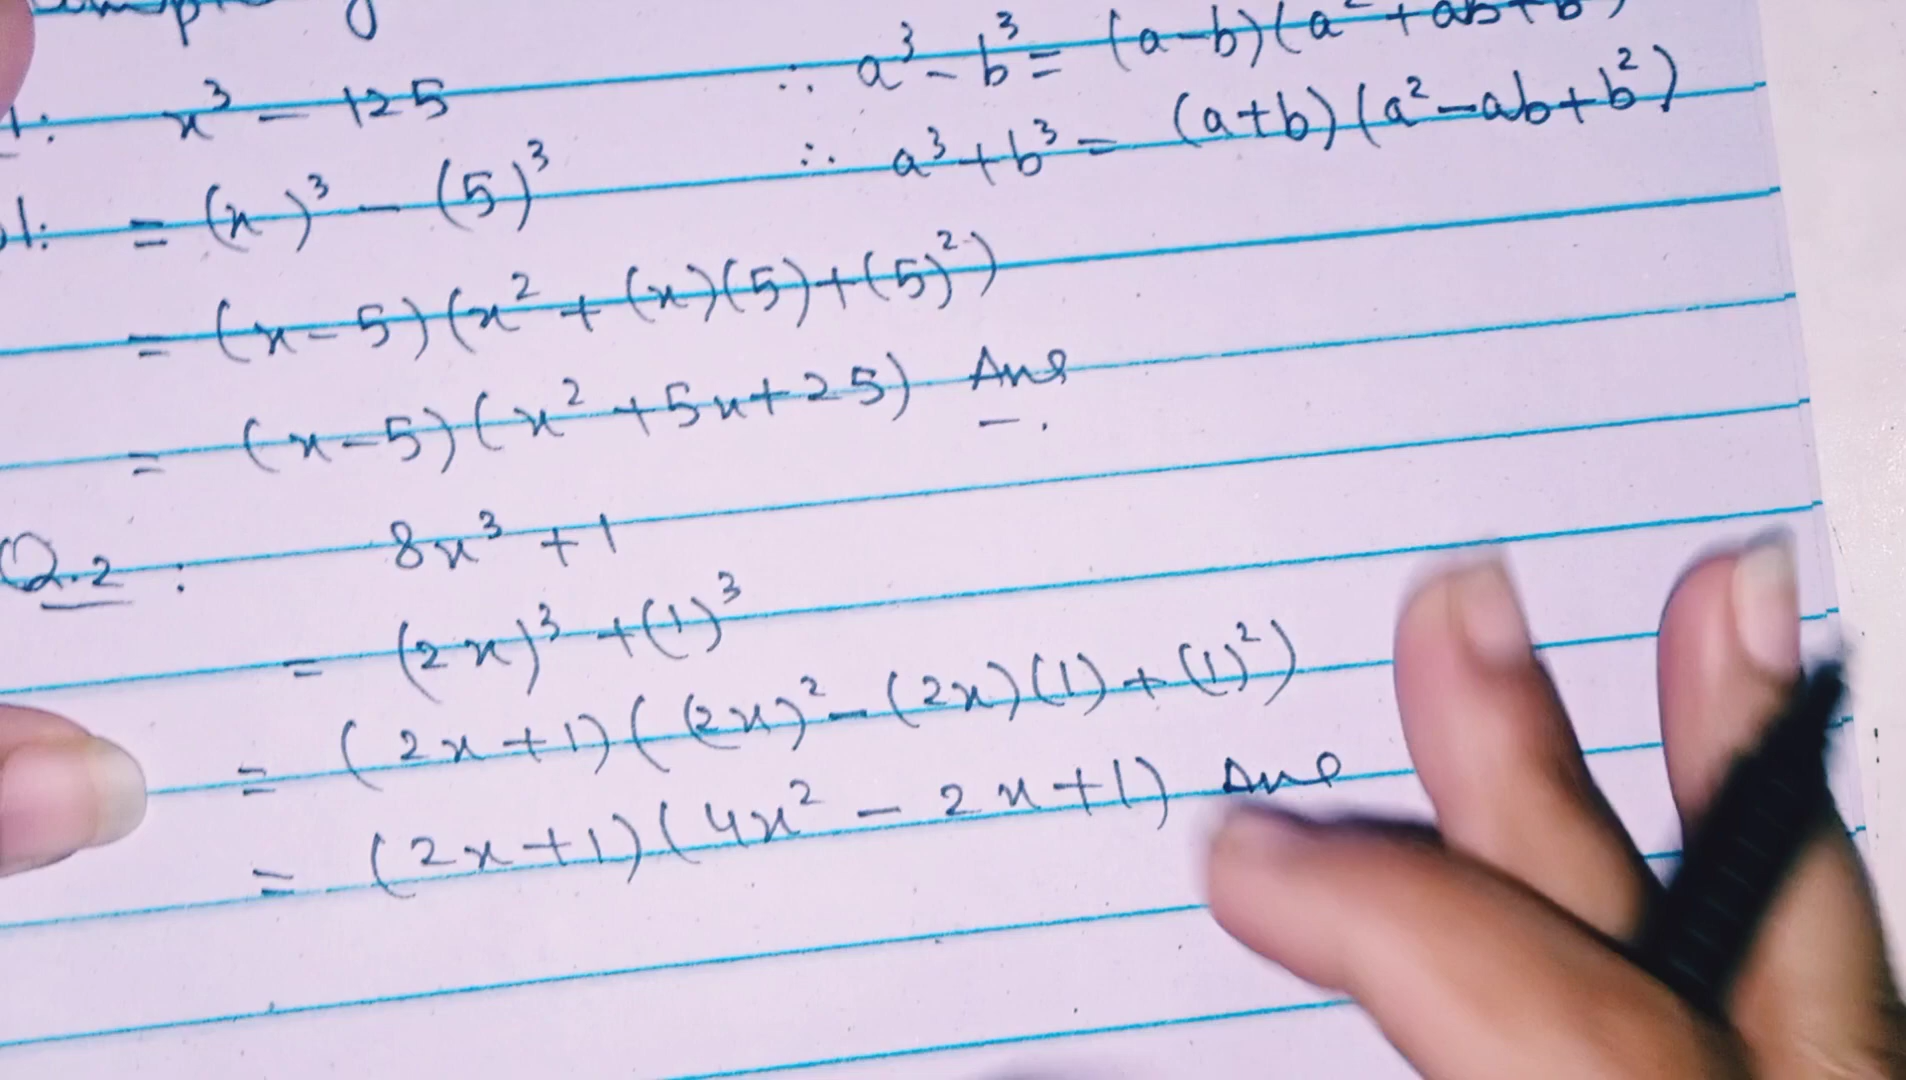 1: x³ - 125
∴ a³ - b³ = (a-b)(a² + ab + b²)
∴ a³ + b³ = (a+b)(a² - ab + b²)
l: = (x)³ - (5)³
= (x-5)(x² + (x)(5) + (5)²)
= (x-5)(x² + 5x + 25) Ans
Q.2 : 8x³ + 1
= (2x)³ + (1)³
= (2x+1)((2x)² - (2x)(1) + (1)²)
= (2x+1)(4x² - 2x + 1) Ans